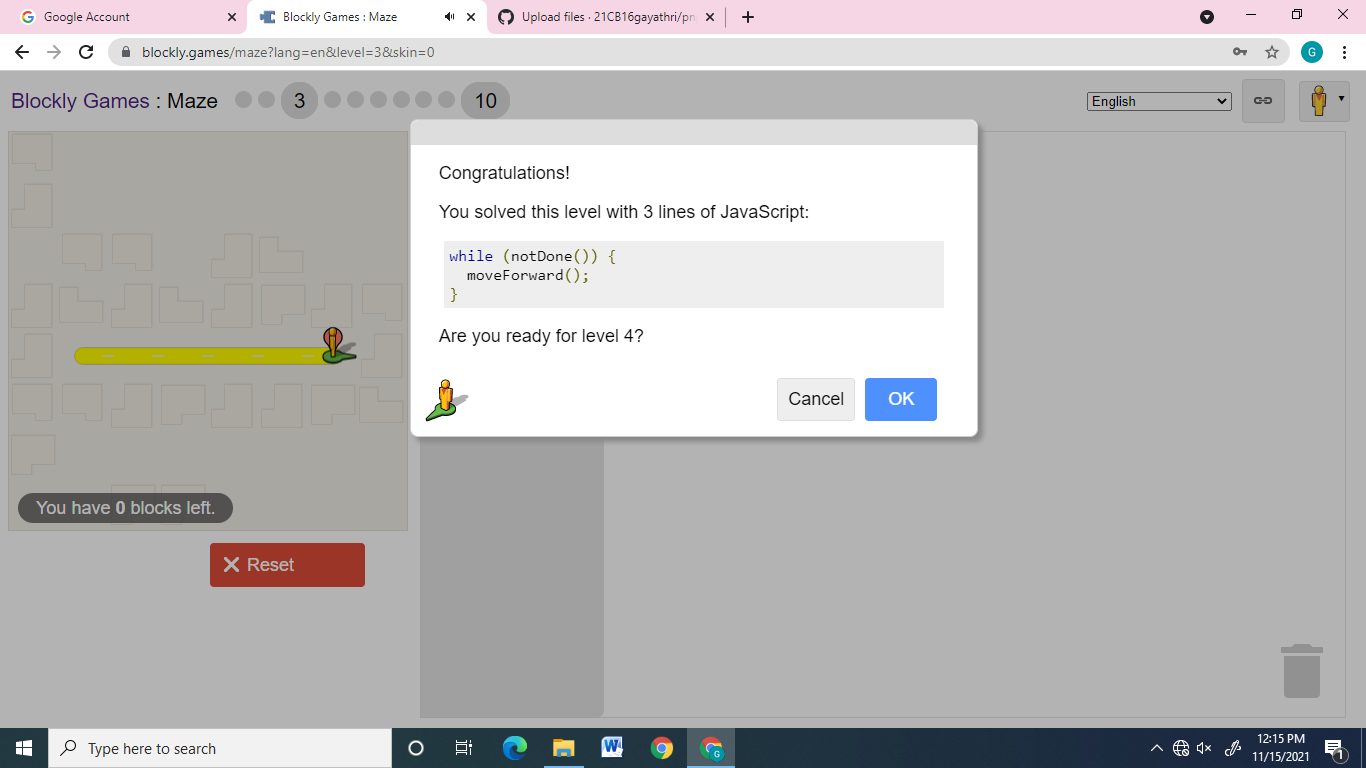 Google Account
Blockly Games : Maze
Upload files · 21CB16gayathri/pr
blockly.games/maze?lang=en&level=3&skin=0
G
Blockly Games : Maze
3
10
English
Congratulations!
You solved this level with 3 lines of JavaScript:
while (notDone()) {
moveForward();
}
Are you ready for level 4?
Cancel
OK
You have 0 blocks left.
Reset
Type here to search
G
12:15 PM
11/15/2021
1